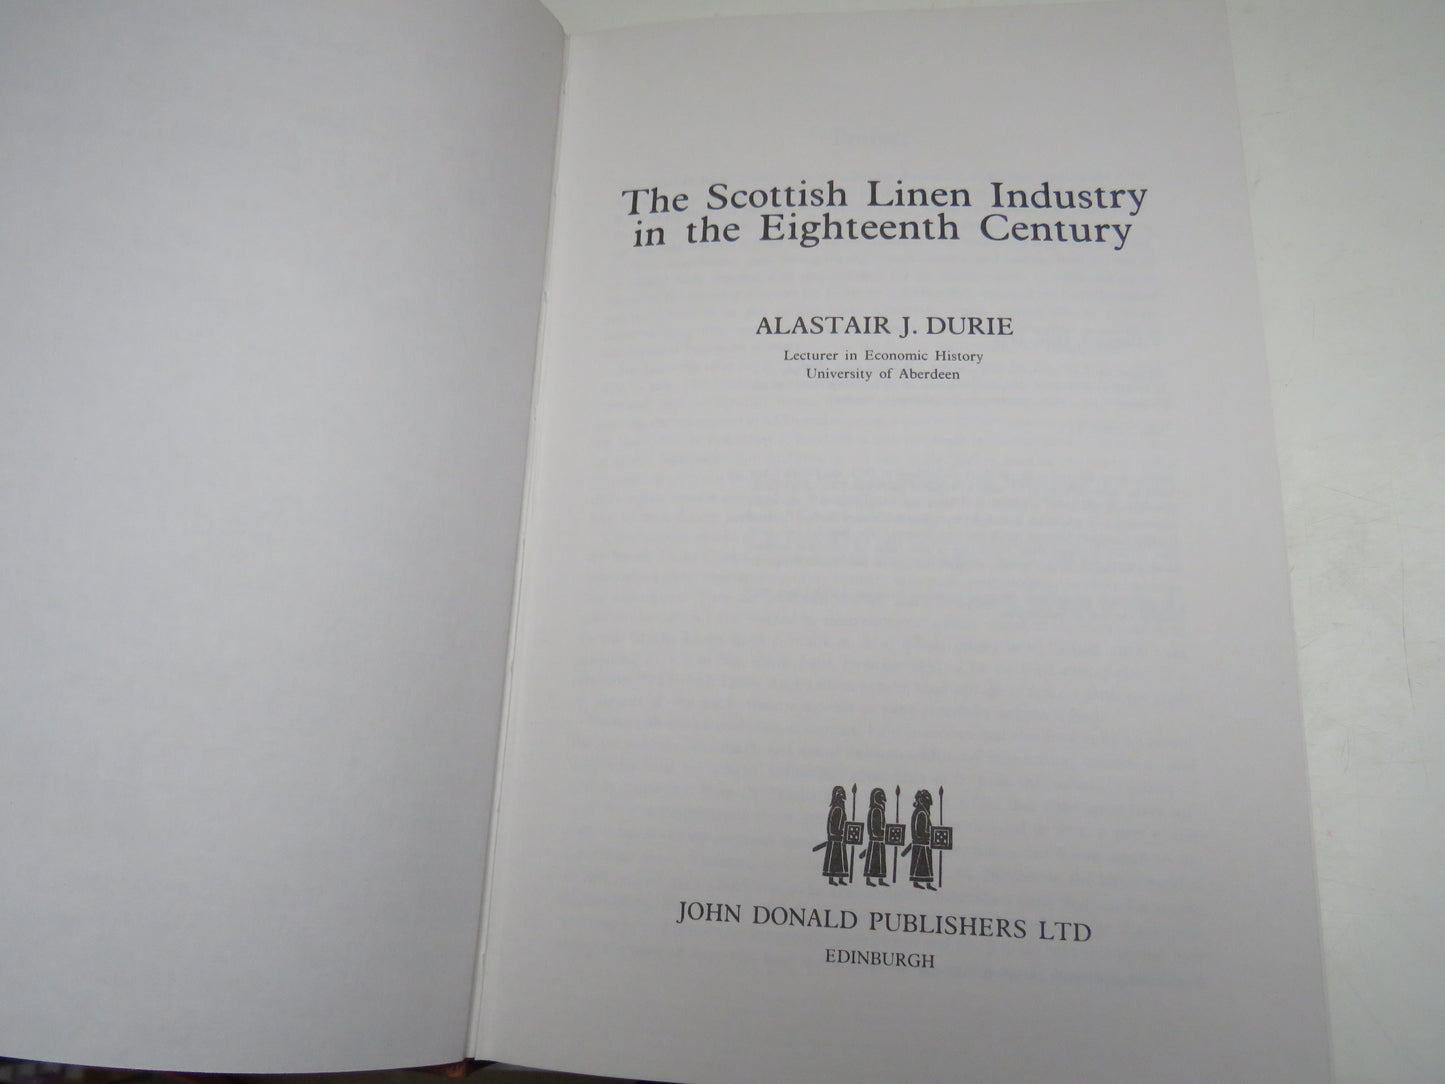 The Scottish Linen Industry
in the Eighteenth Century
ALASTAIR J. DURIE
Lecturer in Economic History
University of Aberdeen
JOHN DONALD PUBLISHERS LTD
EDINBURGH